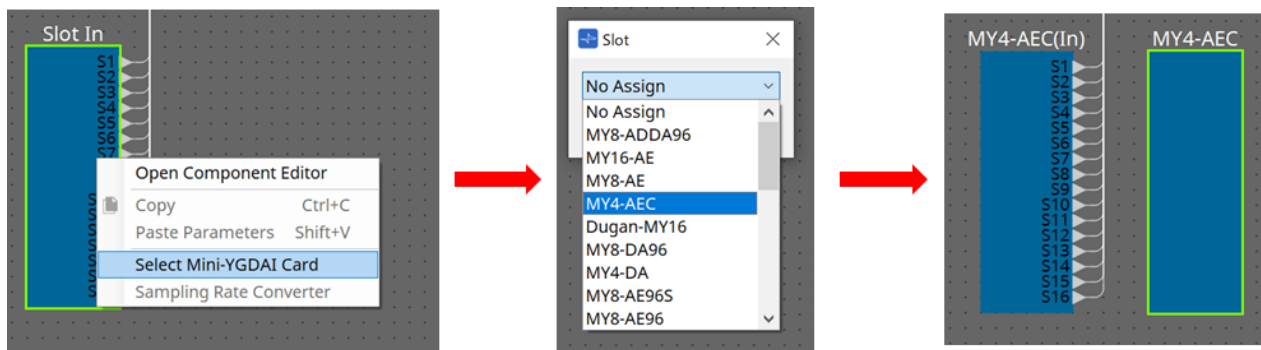 Slot In
S1
S2
S3
S4
S5
S6
S7
Open Component Editor
Copy Ctrl+C
Paste Parameters Shift+V
Select Mini-YGDAI Card
Sampling Rate Converter
Slot
No Assign
No Assign
MY8-ADDA96
MY16-AE
MY8-AE
MY4-AEC
Dugan-MY16
MY8-DA96
MY4-DA
MY8-AE96S
MY8-AE96
MY4-AEC(In)
S1
S2
S3
S4
S5
S6
S7
S8
S9
S10
S11
S12
S13
S14
S15
S16
MY4-AEC